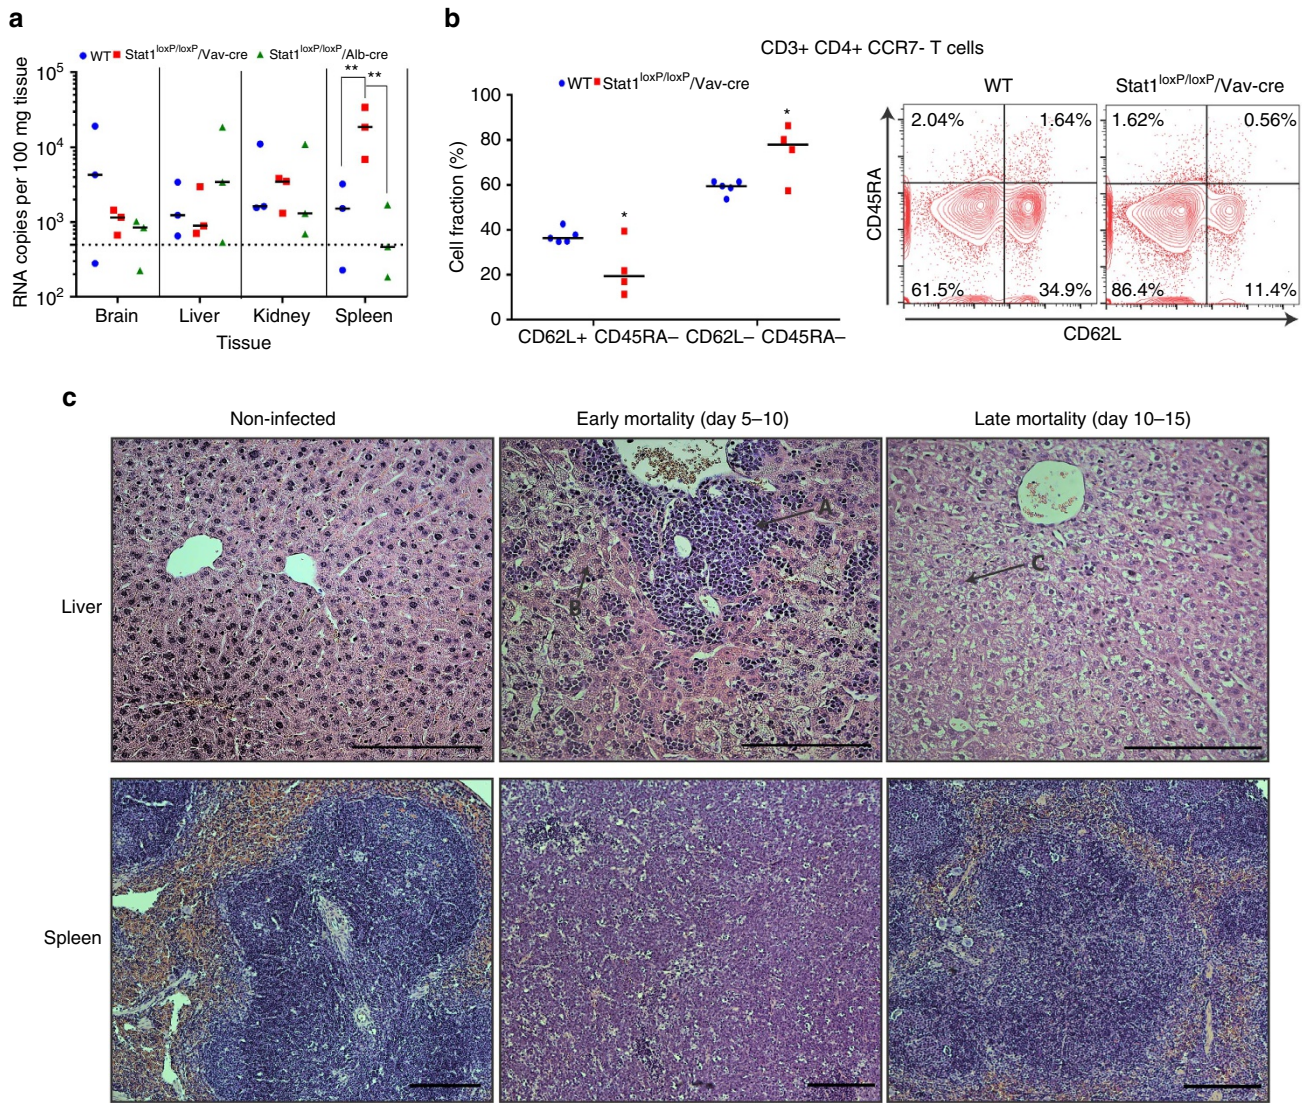 a
WT Stat1loxP/loxP/Vav-cre Stat1loxP/loxP/Alb-cre
RNA copies per 100 mg tissue
10^5
10^4
10^3
10^2
** **
Brain Liver Kidney Spleen
Tissue
b
CD3+ CD4+ CCR7- T cells
WT Stat1loxP/loxP/Vav-cre
Cell fraction (%)
100
80
60
40
20
0
*
*
CD62L+ CD45RA– CD62L– CD45RA–
WT Stat1loxP/loxP/Vav-cre
CD45RA
2.04% 1.64% 1.62% 0.56%
61.5% 34.9% 86.4% 11.4%
CD62L
c
Non-infected Early mortality (day 5–10) Late mortality (day 10–15)
Liver
A
B
C
Spleen